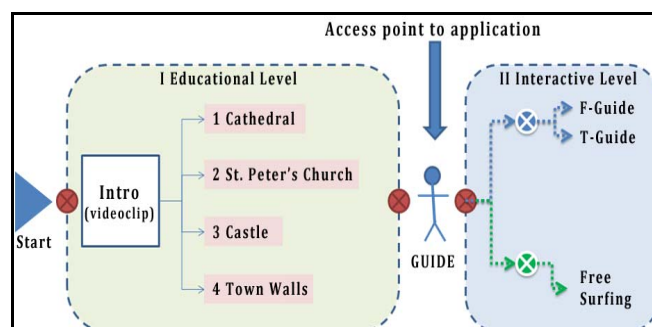 Access point to application
I Educational Level
II Interactive Level
1 Cathedral
2 St. Peter's Church
3 Castle
4 Town Walls
Intro
(videoclip)
Start
GUIDE
F-Guide
T-Guide
Free
Surfing